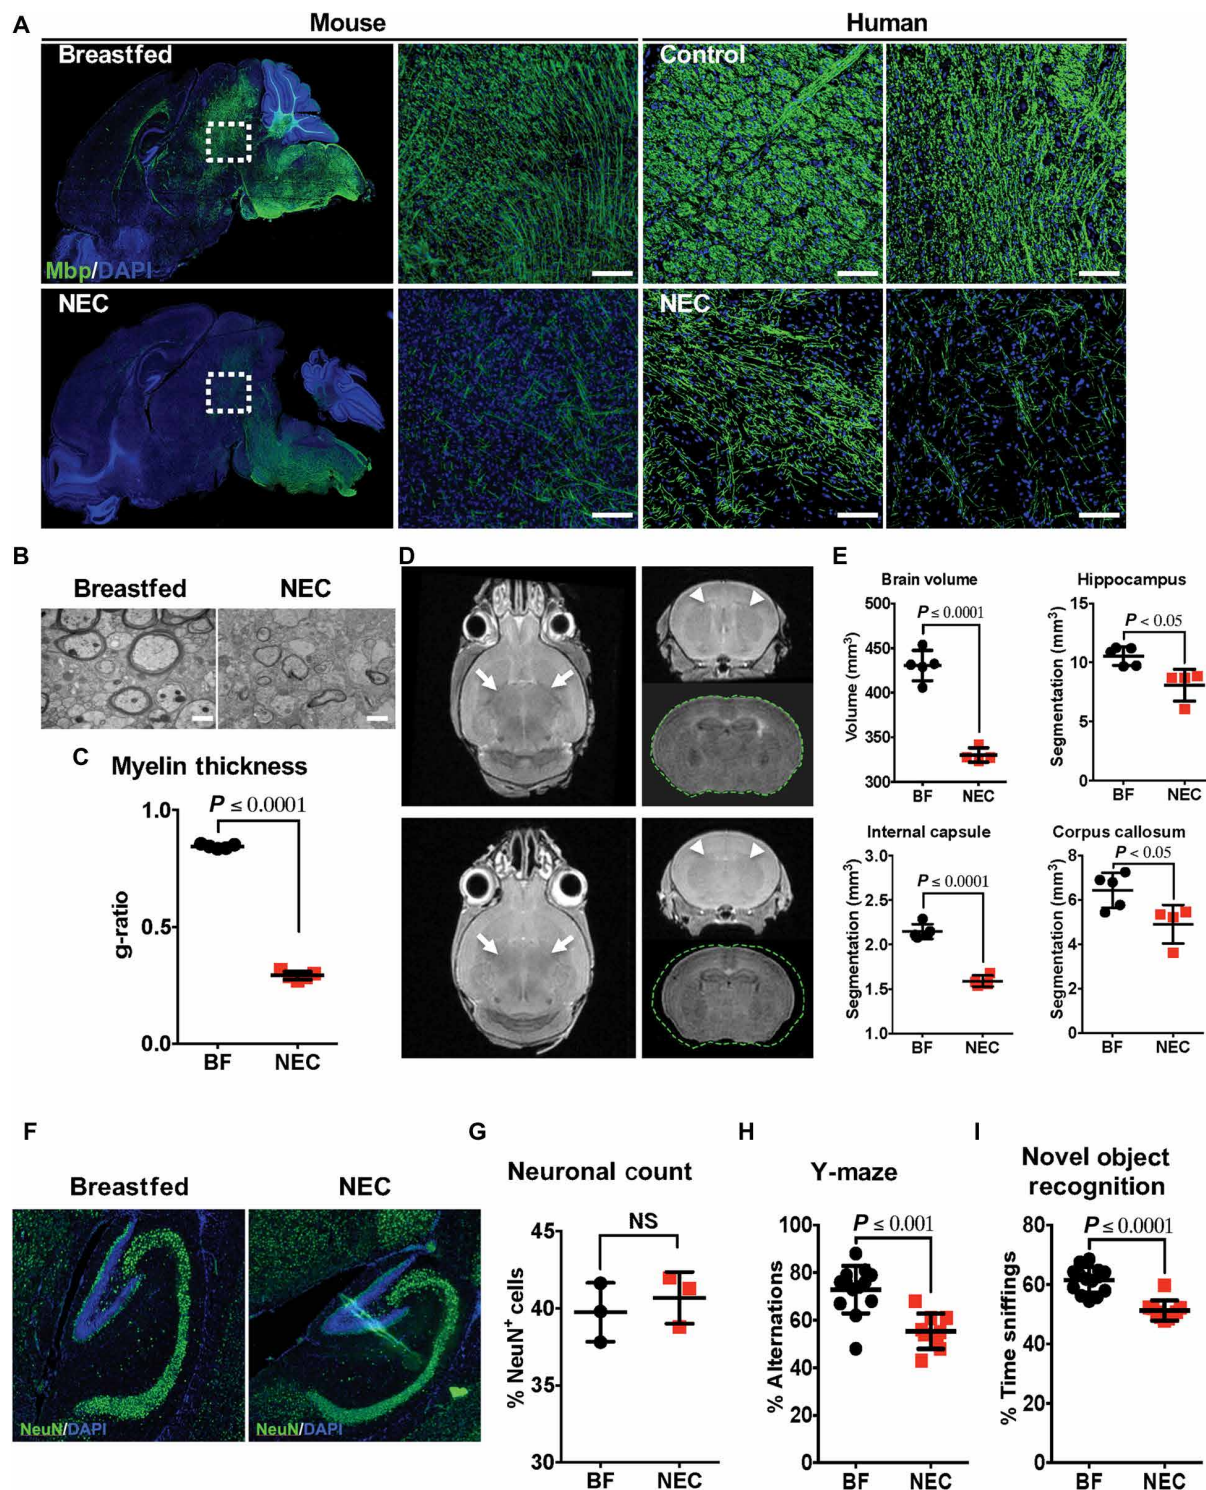 A
Mouse
Human
Breastfed
Control
Mbp/DAPI
NEC
NEC
B
Breastfed
NEC
C
Myelin thickness
P ≤ 0.0001
1.0
0.5
0.0
g-ratio
BF
NEC
D
E
Brain volume
P ≤ 0.0001
500
450
400
350
300
Volume (mm³)
BF
NEC
Hippocampus
P < 0.05
15
10
5
0
Segmentation (mm³)
BF
NEC
Internal capsule
P ≤ 0.0001
3.0
2.5
2.0
1.5
1.0
Segmentation (mm³)
BF
NEC
Corpus callosum
P < 0.05
8
6
4
2
0
Segmentation (mm³)
BF
NEC
F
Breastfed
NEC
NeuN/DAPI
NeuN/DAPI
G
Neuronal count
NS
45
40
35
30
% NeuN⁺ cells
BF
NEC
H
Y-maze
P ≤ 0.001
100
80
60
40
20
0
% Alternations
BF
NEC
I
Novel object
recognition
P ≤ 0.0001
80
60
40
20
0
% Time sniffings
BF
NEC